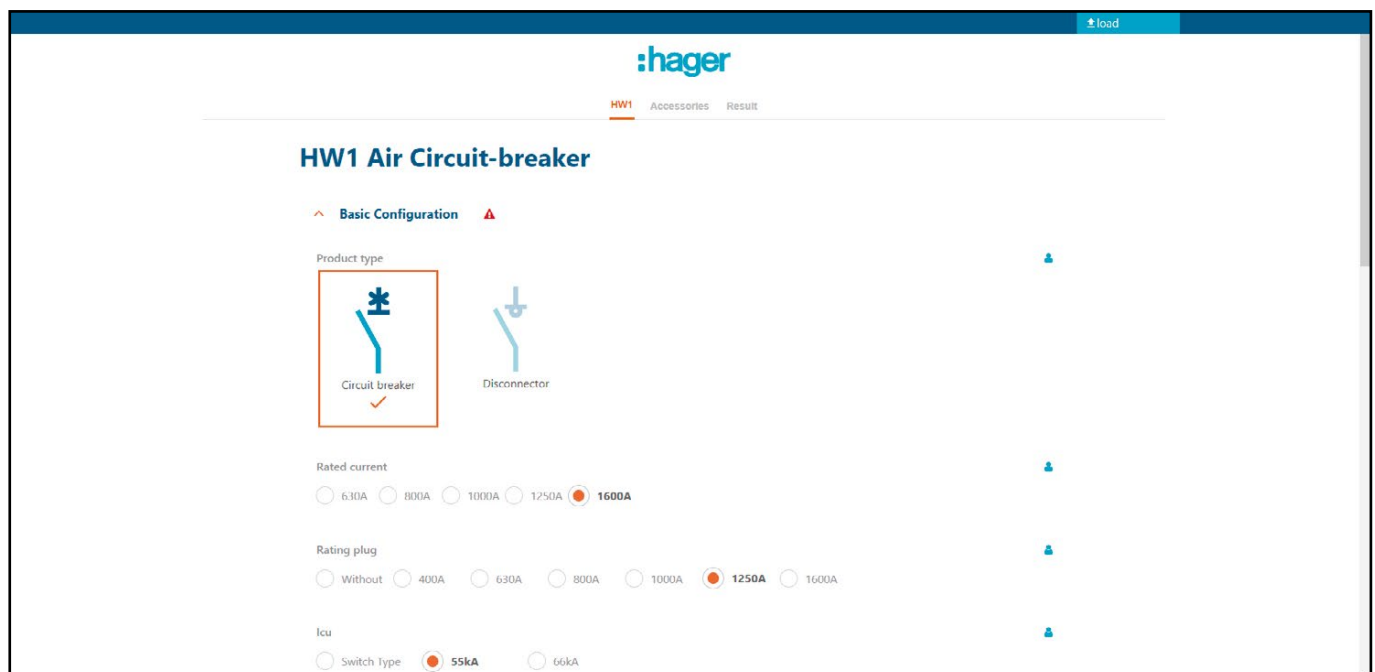 load
:hager
HW1 Accessories Result
HW1 Air Circuit-breaker
Basic Configuration
Product type
Circuit breaker Disconnector
Rated current
630A 800A 1000A 1250A 1600A
Rating plug
Without 400A 630A 800A 1000A 1250A 1600A
Icu
Switch Type 55kA 66kA